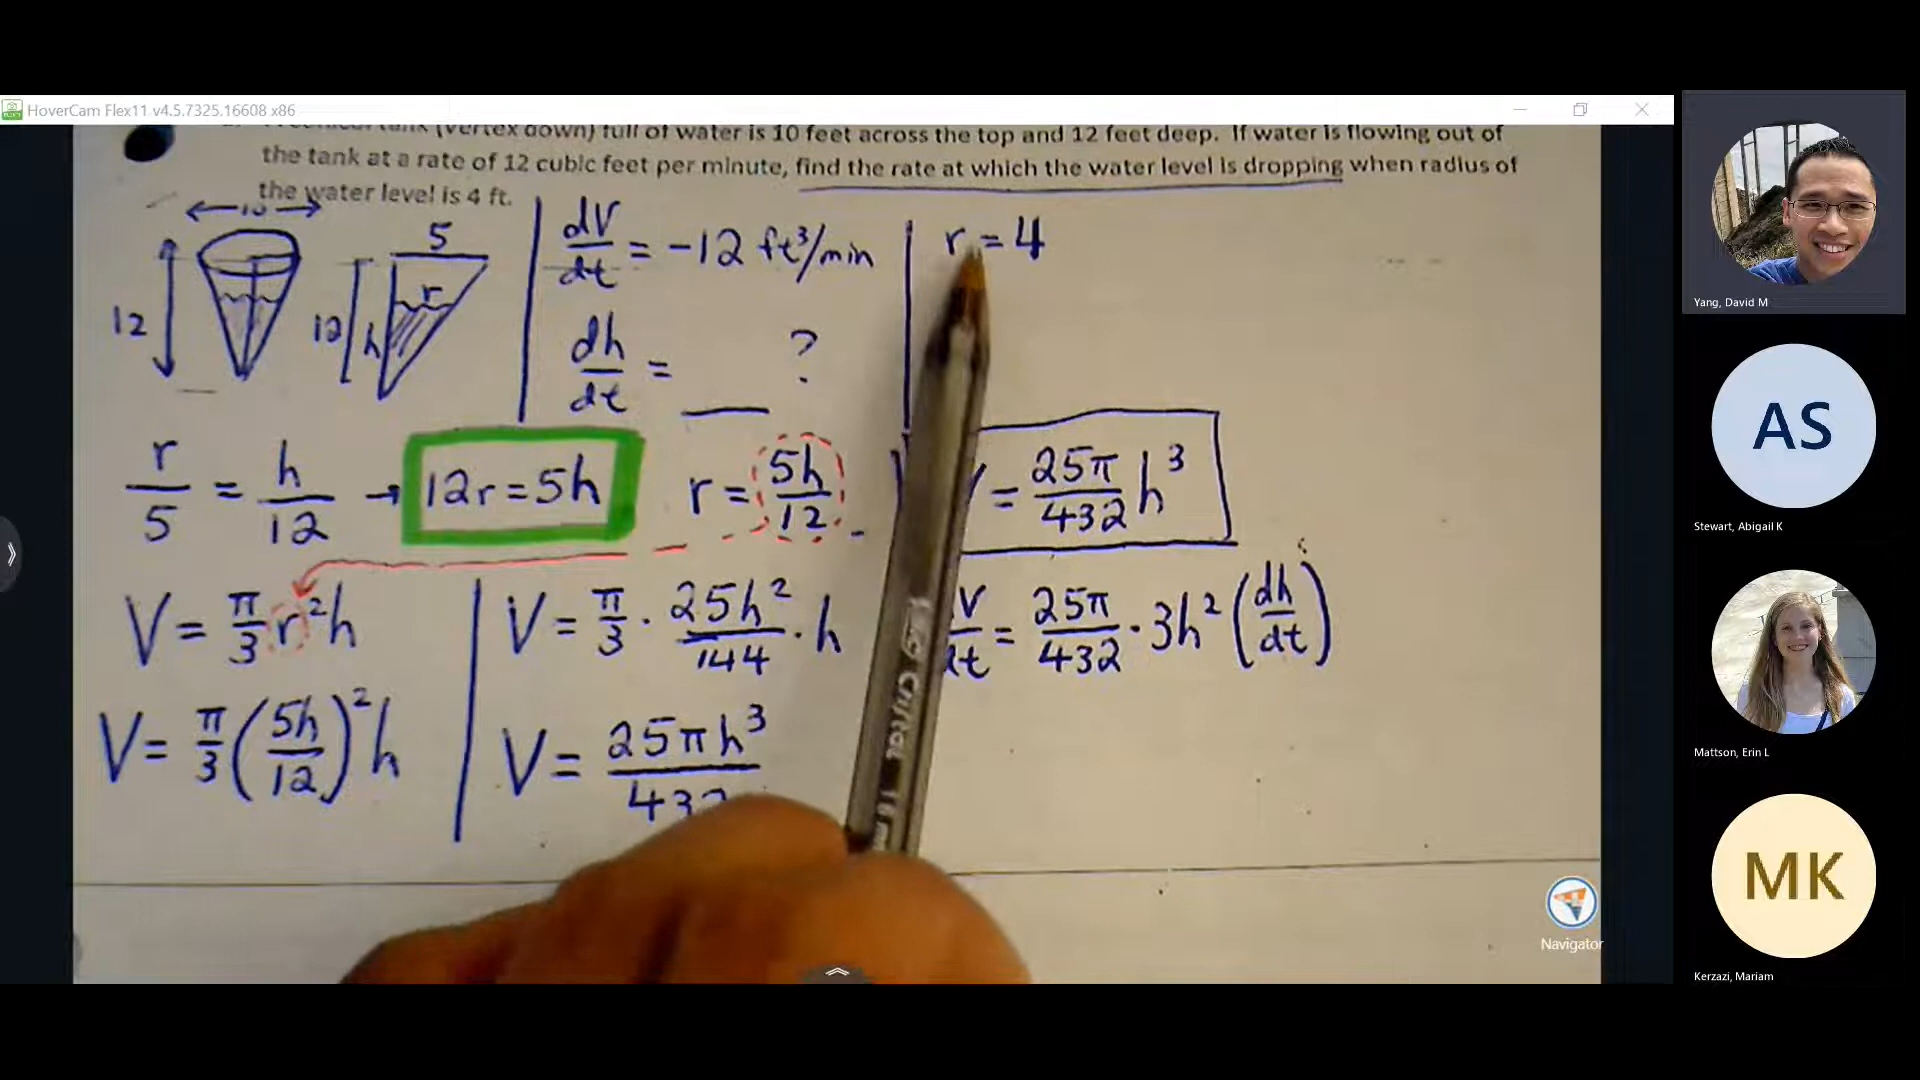 HoverCam Flex11 v4.5.7325.16608 x86
(vertex down) full of water is 10 feet across the top and 12 feet deep. If water is flowing out of
the tank at a rate of 12 cubic feet per minute, find the rate at which the water level is dropping when radius of
the water level is 4 ft.
10
12
5
r
12
h
dV/dt = -12 ft³/min
dh/dt = ___ ?
r = 4
r/5 = h/12 → 12r = 5h
r = 5h/12
V = π/3 r²h
V = π/3 (5h/12)² h
V = π/3 · 25h²/144 · h
V = 25πh³/432
V = 25π/432 h³
dV/dt = 25π/432 · 3h² (dh/dt)
Navigator
Yang, David M
AS
Stewart, Abigail K
Mattson, Erin L
MK
Kerzazi, Mariam